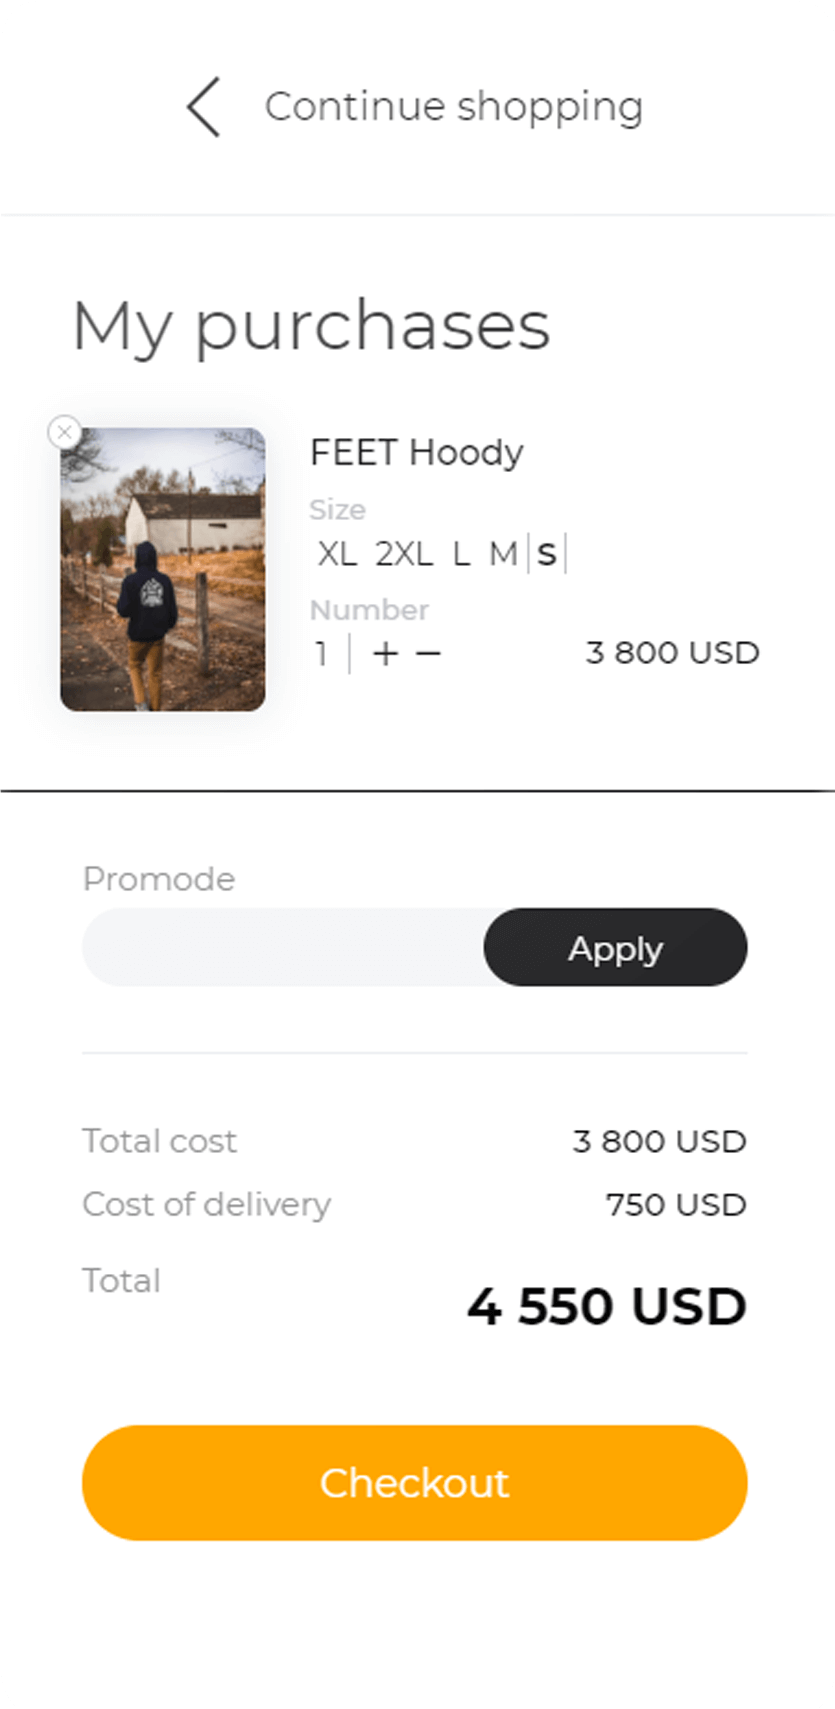 Continue shopping
My purchases
FEET Hoody
Size
XL 2XL L M S
Number
1 + − 3 800 USD
Promode
Apply
Total cost 3 800 USD
Cost of delivery 750 USD
Total 4 550 USD
Checkout